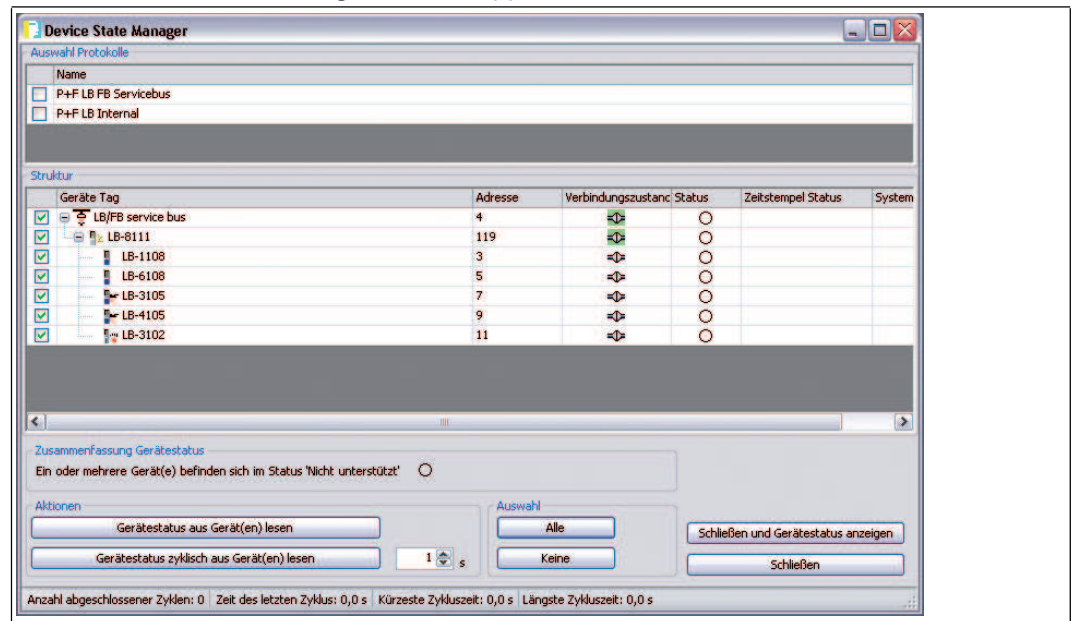 Device State Manager
Auswahl Protokolle
Name
P+F LB FB Servicebus
P+F LB Internal
Struktur
Geräte Tag Adresse Verbindungszustanc Status Zeitstempel Status System
LB/FB service bus 4
LB-8111 119
LB-1108 3
LB-6108 5
LB-3105 7
LB-4105 9
LB-3102 11
Zusammenfassung Gerätestatus
Ein oder mehrere Gerät(e) befinden sich im Status 'Nicht unterstützt'
Aktionen
Auswahl
Gerätestatus aus Gerät(en) lesen
Alle
Schließen und Gerätestatus anzeigen
Gerätestatus zyklisch aus Gerät(en) lesen 1 s
Keine
Schließen
Anzahl abgeschlossener Zyklen: 0 Zeit des letzten Zyklus: 0,0 s Kürzeste Zykluszeit: 0,0 s Längste Zykluszeit: 0,0 s